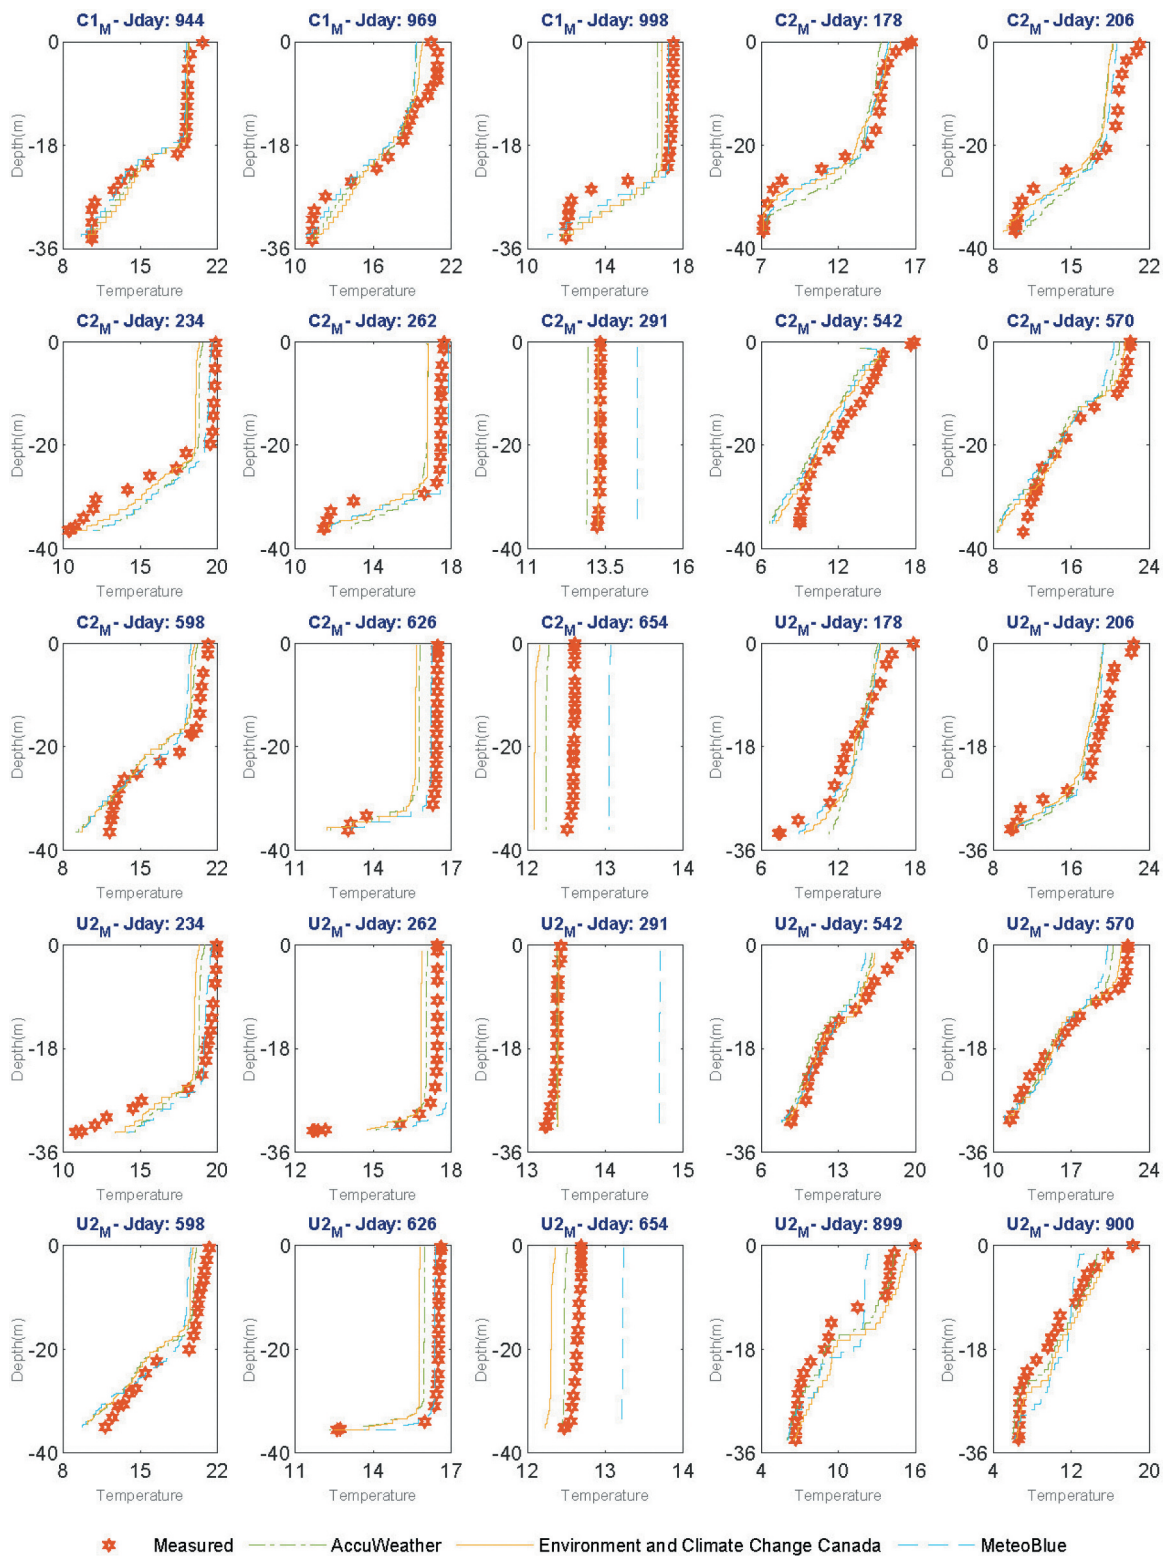 C1M- Jday: 944 C1M- Jday: 969 C1M- Jday: 998 C2M- Jday: 178 C2M- Jday: 206
0 0 0 0 0
Depth(m) Depth(m) Depth(m) Depth(m) Depth(m)
-18 -18 -18 -20 -20
-36 -36 -36 -40 -40
8 15 22 10 16 22 10 14 18 7 12 17 8 15 22
Temperature Temperature Temperature Temperature Temperature
C2M- Jday: 234 C2M- Jday: 262 C2M- Jday: 291 C2M- Jday: 542 C2M- Jday: 570
0 0 0 0 0
Depth(m) Depth(m) Depth(m) Depth(m) Depth(m)
-20 -20 -20 -20 -20
-40 -40 -40 -40 -40
10 15 20 10 14 18 11 13.5 16 6 12 18 8 16 24
Temperature Temperature Temperature Temperature Temperature
C2M- Jday: 598 C2M- Jday: 626 C2M- Jday: 654 U2M- Jday: 178 U2M- Jday: 206
0 0 0 0 0
Depth(m) Depth(m) Depth(m) Depth(m) Depth(m)
-20 -20 -20 -18 -18
-40 -40 -40 -36 -36
8 15 22 11 14 17 12 13 14 6 12 18 8 16 24
Temperature Temperature Temperature Temperature Temperature
U2M- Jday: 234 U2M- Jday: 262 U2M- Jday: 291 U2M- Jday: 542 U2M- Jday: 570
0 0 0 0 0
Depth(m) Depth(m) Depth(m) Depth(m) Depth(m)
-18 -18 -18 -18 -18
-36 -36 -36 -36 -36
10 15 20 12 15 18 13 14 15 6 13 20 10 17 24
Temperature Temperature Temperature Temperature Temperature
U2M- Jday: 598 U2M- Jday: 626 U2M- Jday: 654 U2M- Jday: 899 U2M- Jday: 900
0 0 0 0 0
Depth(m) Depth(m) Depth(m) Depth(m) Depth(m)
-20 -20 -20 -18 -18
-40 -40 -40 -36 -36
8 15 22 11 14 17 12 13 14 4 10 16 4 12 20
Temperature Temperature Temperature Temperature Temperature
Measured AccuWeather Environment and Climate Change Canada MeteoBlue